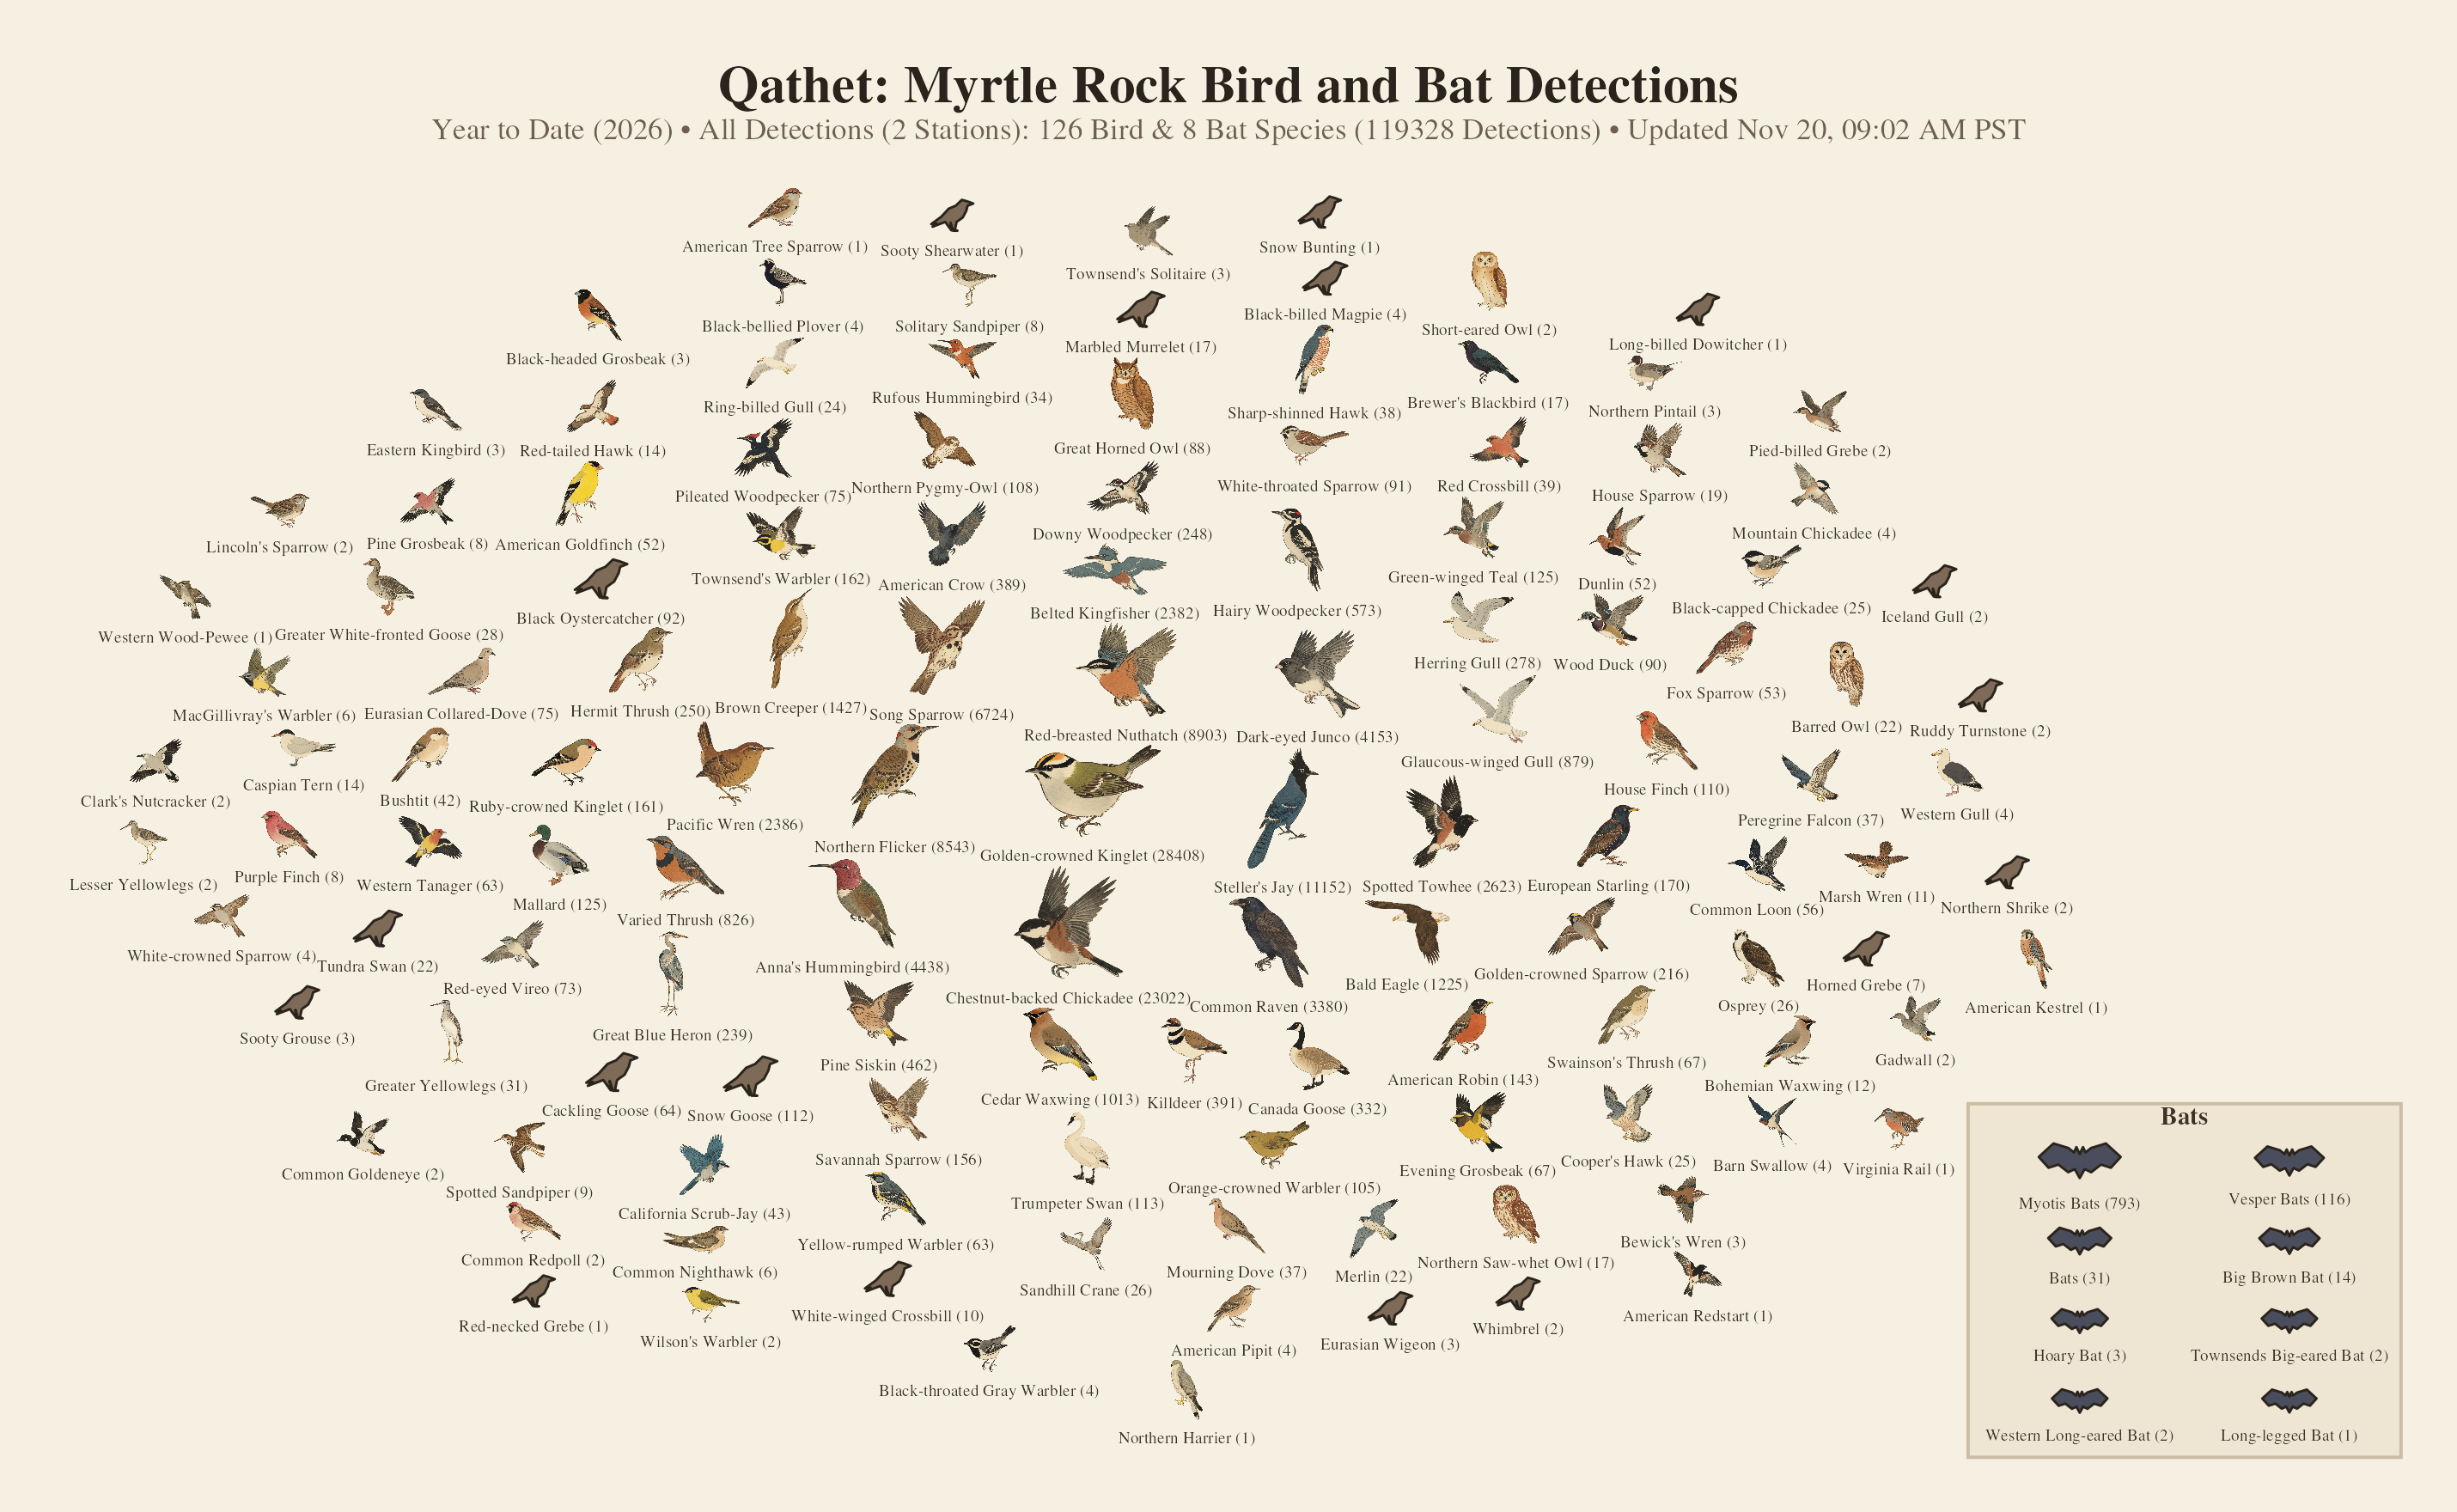 Qathet: Myrtle Rock Bird and Bat Detections
Year to Date (2026) • All Detections (2 Stations): 126 Bird & 8 Bat Species (119328 Detections) • Updated Nov 20, 09:02 AM PST
American Tree Sparrow (1)
Sooty Shearwater (1)
Townsend's Solitaire (3)
Snow Bunting (1)
Black-bellied Plover (4)
Solitary Sandpiper (8)
Black-billed Magpie (4)
Short-eared Owl (2)
Black-headed Grosbeak (3)
Marbled Murrelet (17)
Long-billed Dowitcher (1)
Ring-billed Gull (24)
Rufous Hummingbird (34)
Sharp-shinned Hawk (38)
Brewer's Blackbird (17)
Northern Pintail (3)
Eastern Kingbird (3)
Red-tailed Hawk (14)
Great Horned Owl (88)
Pied-billed Grebe (2)
Pileated Woodpecker (75)
Northern Pygmy-Owl (108)
White-throated Sparrow (91)
Red Crossbill (39)
House Sparrow (19)
Lincoln's Sparrow (2)
Pine Grosbeak (8)
American Goldfinch (52)
Downy Woodpecker (248)
Mountain Chickadee (4)
Townsend's Warbler (162)
American Crow (389)
Green-winged Teal (125)
Dunlin (52)
Western Wood-Pewee (1)
Greater White-fronted Goose (28)
Black Oystercatcher (92)
Belted Kingfisher (2382)
Hairy Woodpecker (573)
Black-capped Chickadee (25)
Iceland Gull (2)
Herring Gull (278)
Wood Duck (90)
MacGillivray's Warbler (6)
Eurasian Collared-Dove (75)
Hermit Thrush (250)
Brown Creeper (1427)
Song Sparrow (6724)
Fox Sparrow (53)
Red-breasted Nuthatch (8903)
Dark-eyed Junco (4153)
Barred Owl (22)
Ruddy Turnstone (2)
Glaucous-winged Gull (879)
Clark's Nutcracker (2)
Caspian Tern (14)
Bushtit (42)
Ruby-crowned Kinglet (161)
House Finch (110)
Pacific Wren (2386)
Peregrine Falcon (37)
Western Gull (4)
Northern Flicker (8543)
Golden-crowned Kinglet (28408)
Lesser Yellowlegs (2)
Purple Finch (8)
Western Tanager (63)
Mallard (125)
Steller's Jay (11152)
Spotted Towhee (2623)
European Starling (170)
Varied Thrush (826)
Common Loon (56)
Marsh Wren (11)
Northern Shrike (2)
White-crowned Sparrow (4)
Tundra Swan (22)
Red-eyed Vireo (73)
Anna's Hummingbird (4438)
Bald Eagle (1225)
Golden-crowned Sparrow (216)
Horned Grebe (7)
Chestnut-backed Chickadee (23022)
Common Raven (3380)
Osprey (26)
American Kestrel (1)
Sooty Grouse (3)
Great Blue Heron (239)
Pine Siskin (462)
Swainson's Thrush (67)
Gadwall (2)
Greater Yellowlegs (31)
Cackling Goose (64)
Snow Goose (112)
Cedar Waxwing (1013)
Killdeer (391)
Canada Goose (332)
American Robin (143)
Bohemian Waxwing (12)
Common Goldeneye (2)
Spotted Sandpiper (9)
Savannah Sparrow (156)
Evening Grosbeak (67)
Cooper's Hawk (25)
Barn Swallow (4)
Virginia Rail (1)
California Scrub-Jay (43)
Trumpeter Swan (113)
Orange-crowned Warbler (105)
Common Redpoll (2)
Common Nighthawk (6)
Yellow-rumped Warbler (63)
Sandhill Crane (26)
Mourning Dove (37)
Merlin (22)
Northern Saw-whet Owl (17)
Bewick's Wren (3)
Red-necked Grebe (1)
Wilson's Warbler (2)
White-winged Crossbill (10)
American Pipit (4)
Eurasian Wigeon (3)
Whimbrel (2)
American Redstart (1)
Black-throated Gray Warbler (4)
Northern Harrier (1)
Bats
Myotis Bats (793)
Vesper Bats (116)
Bats (31)
Big Brown Bat (14)
Hoary Bat (3)
Townsends Big-eared Bat (2)
Western Long-eared Bat (2)
Long-legged Bat (1)